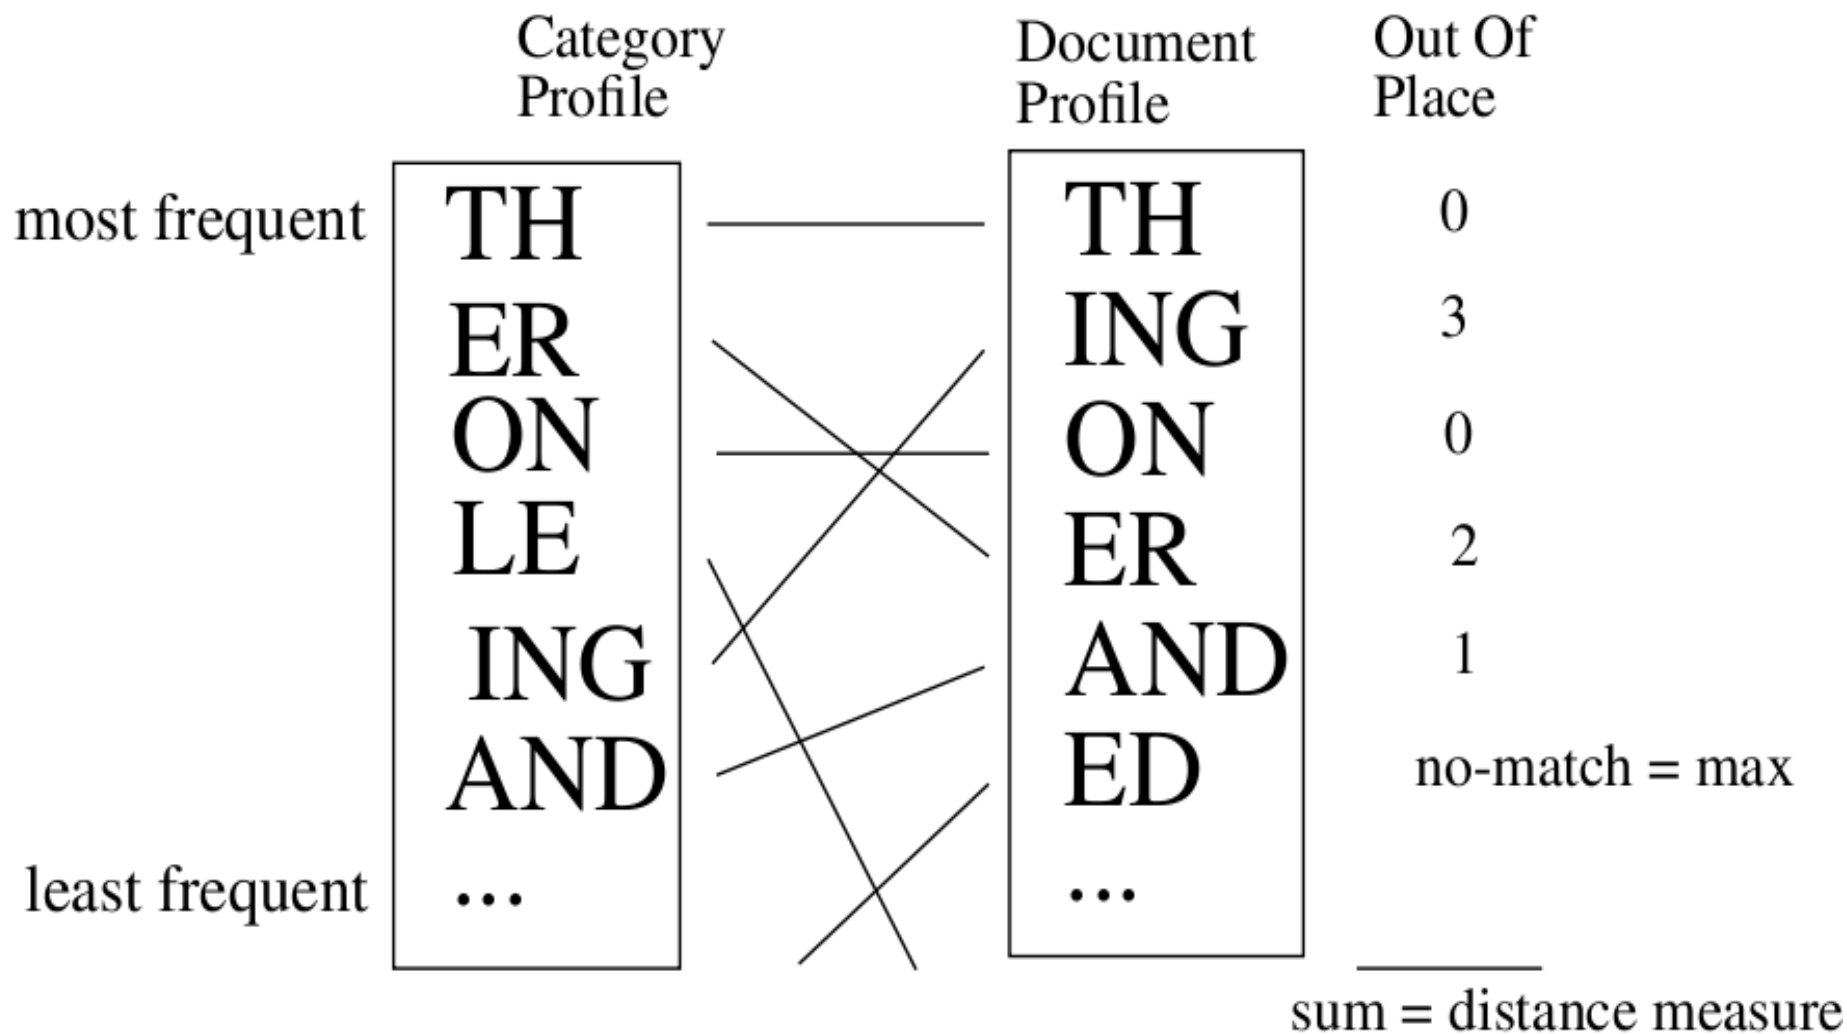 Category
Profile
Document
Profile
Out Of
Place
most frequent
TH
TH
0
ER
ING
3
ON
ON
0
LE
ER
2
ING
AND
1
AND
ED
no-match = max
least frequent
...
...
sum = distance measure